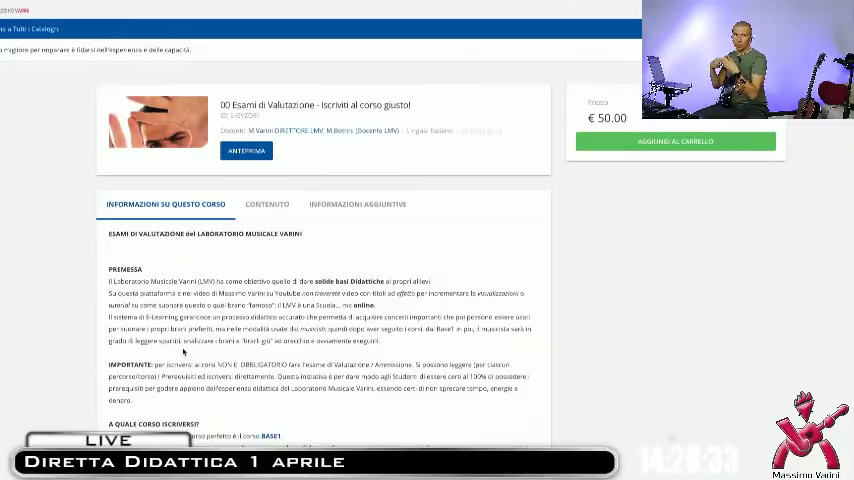 MASSIMO VARINI
na a Tutti i Cataloghi
o migliore per imparare è fidarsi dell'esperienza e delle capacità.
00 Esami di Valutazione - Iscriviti al corso giusto!
Docenti: M.Varini DIRETTORE LMV, M.Bottini, (Docente LMV) - Lingua: Italiano
ANTEPRIMA
Prezzo
€ 50.00
AGGIUNGI AL CARRELLO
INFORMAZIONI SU QUESTO CORSO CONTENUTO INFORMAZIONI AGGIUNTIVE
ESAMI DI VALUTAZIONE del LABORATORIO MUSICALE VARINI
PREMESSA
Il Laboratorio Musicale Varini (LMV) ha come obiettivo quello di dare solide basi Didattiche ai propri allievi.
Su questa piattaforma e nei video di Massimo Varini su Youtube non troverete video con titoli ad effetto per incrementare le visualizzazioni o
tutorial su come suonare questo o quel brano "famoso": il LMV è una Scuola... ma online.
Il sistema di E-Learning garantisce un processo didattico accurato che permetta di acquisire concetti importanti che poi possono essere usati
per suonare i propri brani preferiti, ma nelle modalità usate dai musicisti: quindi dopo aver seguito i corsi, dal Base1 in poi, il musicista sarà in
grado di leggere spartiti, analizzare i brani e "tirarli giù" ad orecchio e ovviamente eseguirli.
IMPORTANTE: per iscriversi ai corsi NON E' OBBLIGATORIO fare l'esame di Valutazione / Ammissione. Si possono leggere (per ciascun
percorso/corso) i Prerequisiti ed iscriversi direttamente. Questa iniziativa è per dare modo agli Studenti di essere certi al 100% di possedere i
prerequisiti per godere appieno dell'esperienza didattica del Laboratorio Musicale Varini, essendo certi di non sprecare tempo, energie e
denaro.
A QUALE CORSO ISCRIVERSI?
orso perfetto è il corso BASE1.
LIVE
DIRETTA DIDATTICA 1 APRILE
14:28:33
Massimo Varini